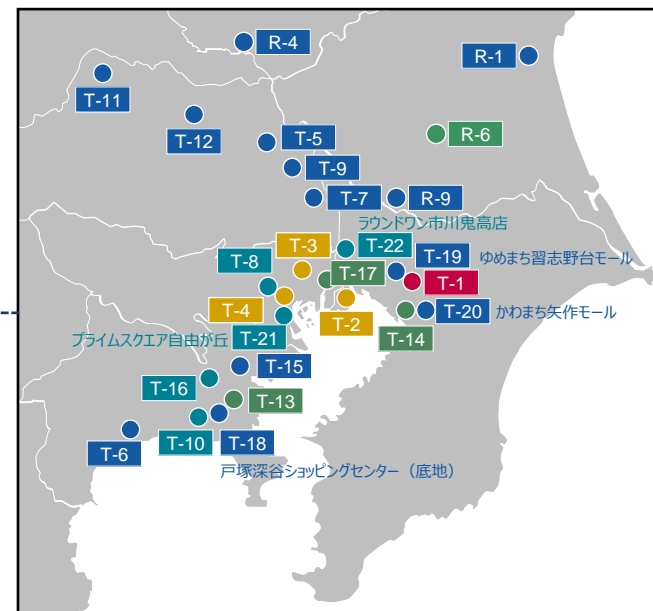 R-4
R-1
T-11
T-12
T-5
R-6
T-9
T-7
R-9
ラウンドワン市川鬼高店
T-3
T-22
T-8
T-17
T-19
ゆめまち習志野台モール
T-1
T-4
T-2
T-20
かわまち矢作モール
プライムスクエア自由が丘
T-21
T-14
T-15
T-16
T-13
T-10
T-18
T-6
戸塚深谷ショッピングセンター（底地）